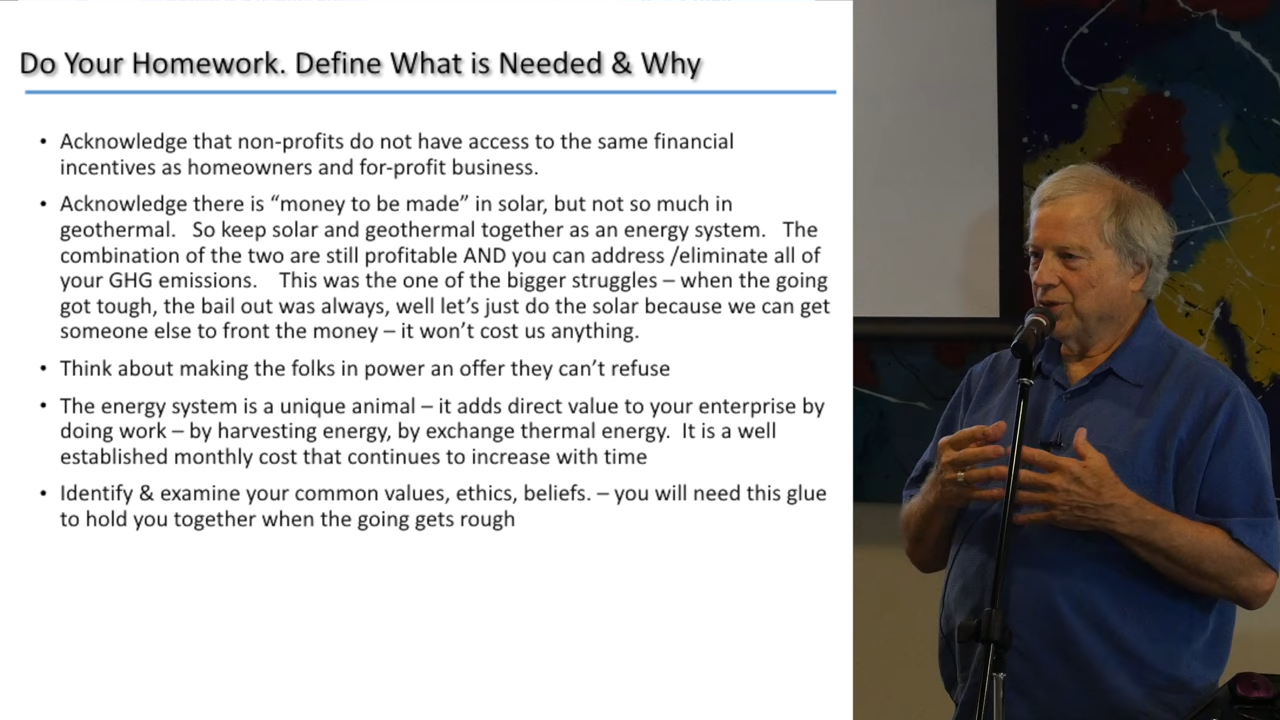 Do Your Homework. Define What is Needed & Why
• Acknowledge that non-profits do not have access to the same financial
incentives as homeowners and for-profit business.
• Acknowledge there is “money to be made” in solar, but not so much in
geothermal.   So keep solar and geothermal together as an energy system.   The
combination of the two are still profitable AND you can address /eliminate all of
your GHG emissions.    This was the one of the bigger struggles – when the going
got tough, the bail out was always, well let’s just do the solar because we can get
someone else to front the money – it won’t cost us anything.
• Think about making the folks in power an offer they can’t refuse
• The energy system is a unique animal – it adds direct value to your enterprise by
doing work – by harvesting energy, by exchange thermal energy.  It is a well
established monthly cost that continues to increase with time
• Identify & examine your common values, ethics, beliefs. – you will need this glue
to hold you together when the going gets rough